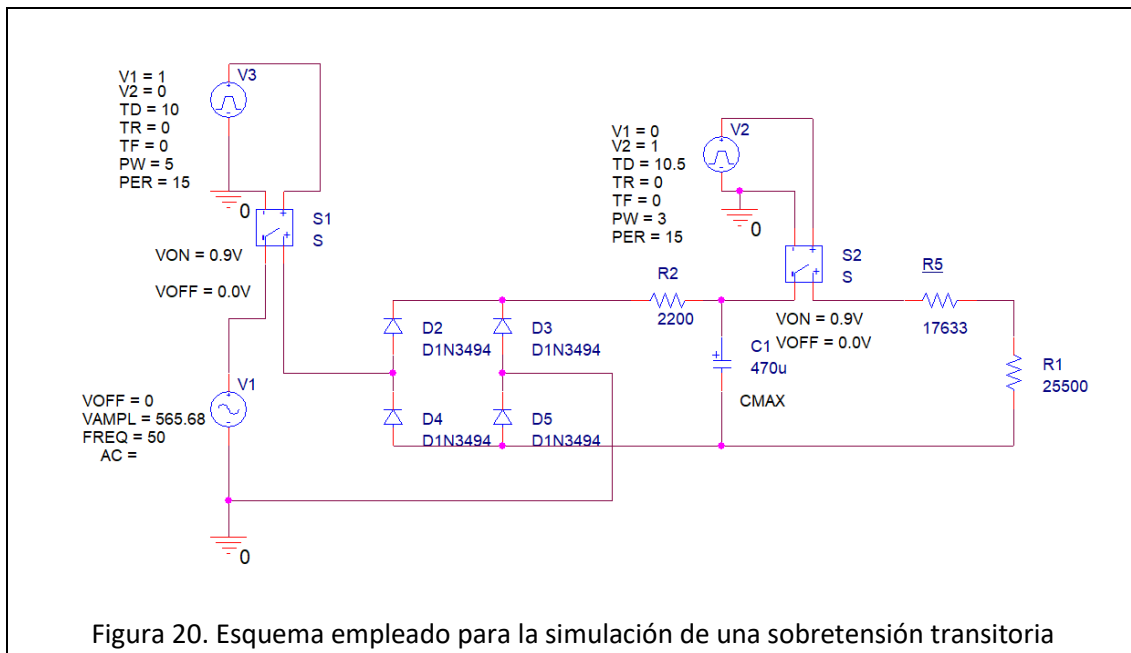 V3
V1 = 1
V2 = 0
TD = 10
TR = 0
TF = 0
PW = 5
PER = 15
0
S1
S
VON = 0.9V
VOFF = 0.0V
V1
VOFF = 0
VAMPL = 565.68
FREQ = 50
AC =
0
D2
D1N3494
D3
D1N3494
D4
D1N3494
D5
D1N3494
R2
2200
C1
470u
CMAX
V2
V1 = 0
V2 = 1
TD = 10.5
TR = 0
TF = 0
PW = 3
PER = 15
0
S2
S
VON = 0.9V
VOFF = 0.0V
R5
17633
R1
25500
Figura 20. Esquema empleado para la simulación de una sobretensión transitoria